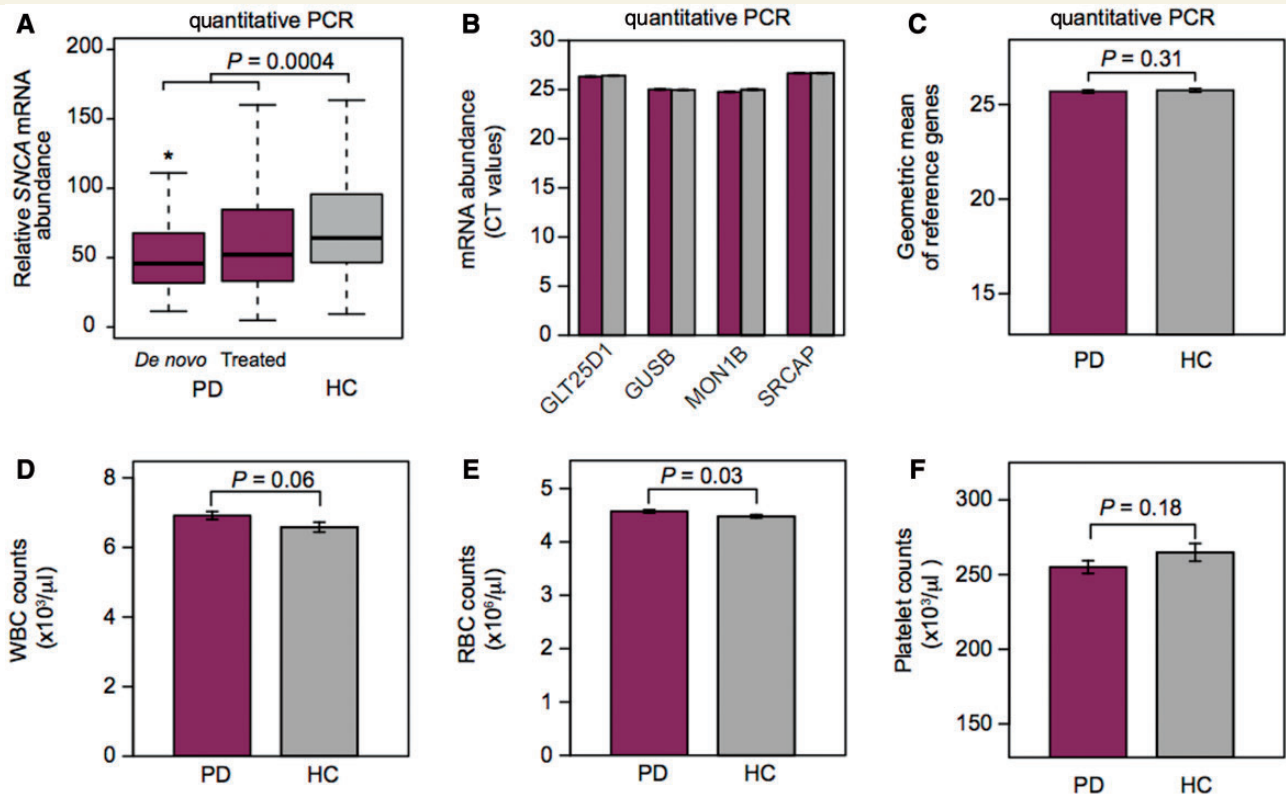 A
quantitative PCR
Relative SNCA mRNA
abundance
200
150
100
50
0
P = 0.0004
*
De novo Treated
PD HC
B
quantitative PCR
mRNA abundance
(CT values)
30
25
20
15
10
5
0
GLT25D1
GUSB
MON1B
SRCAP
C
quantitative PCR
Geometric mean
of reference genes
25
20
15
P = 0.31
PD HC
D
WBC counts
(x10³/µl)
8
6
4
2
0
P = 0.06
PD HC
E
RBC counts
(x10⁶/µl)
5
4
3
2
1
0
P = 0.03
PD HC
F
Platelet counts
(x10³/µl )
300
250
200
150
P = 0.18
PD HC